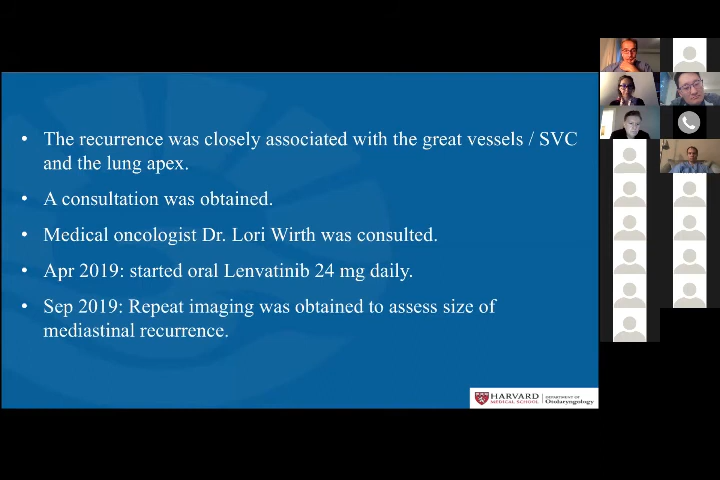 • The recurrence was closely associated with the great vessels / SVC
and the lung apex.
• A consultation was obtained.
• Medical oncologist Dr. Lori Wirth was consulted.
• Apr 2019: started oral Lenvatinib 24 mg daily.
• Sep 2019: Repeat imaging was obtained to assess size of
mediastinal recurrence.
HARVARD
MEDICAL SCHOOL
DEPARTMENT OF
Otolaryngology